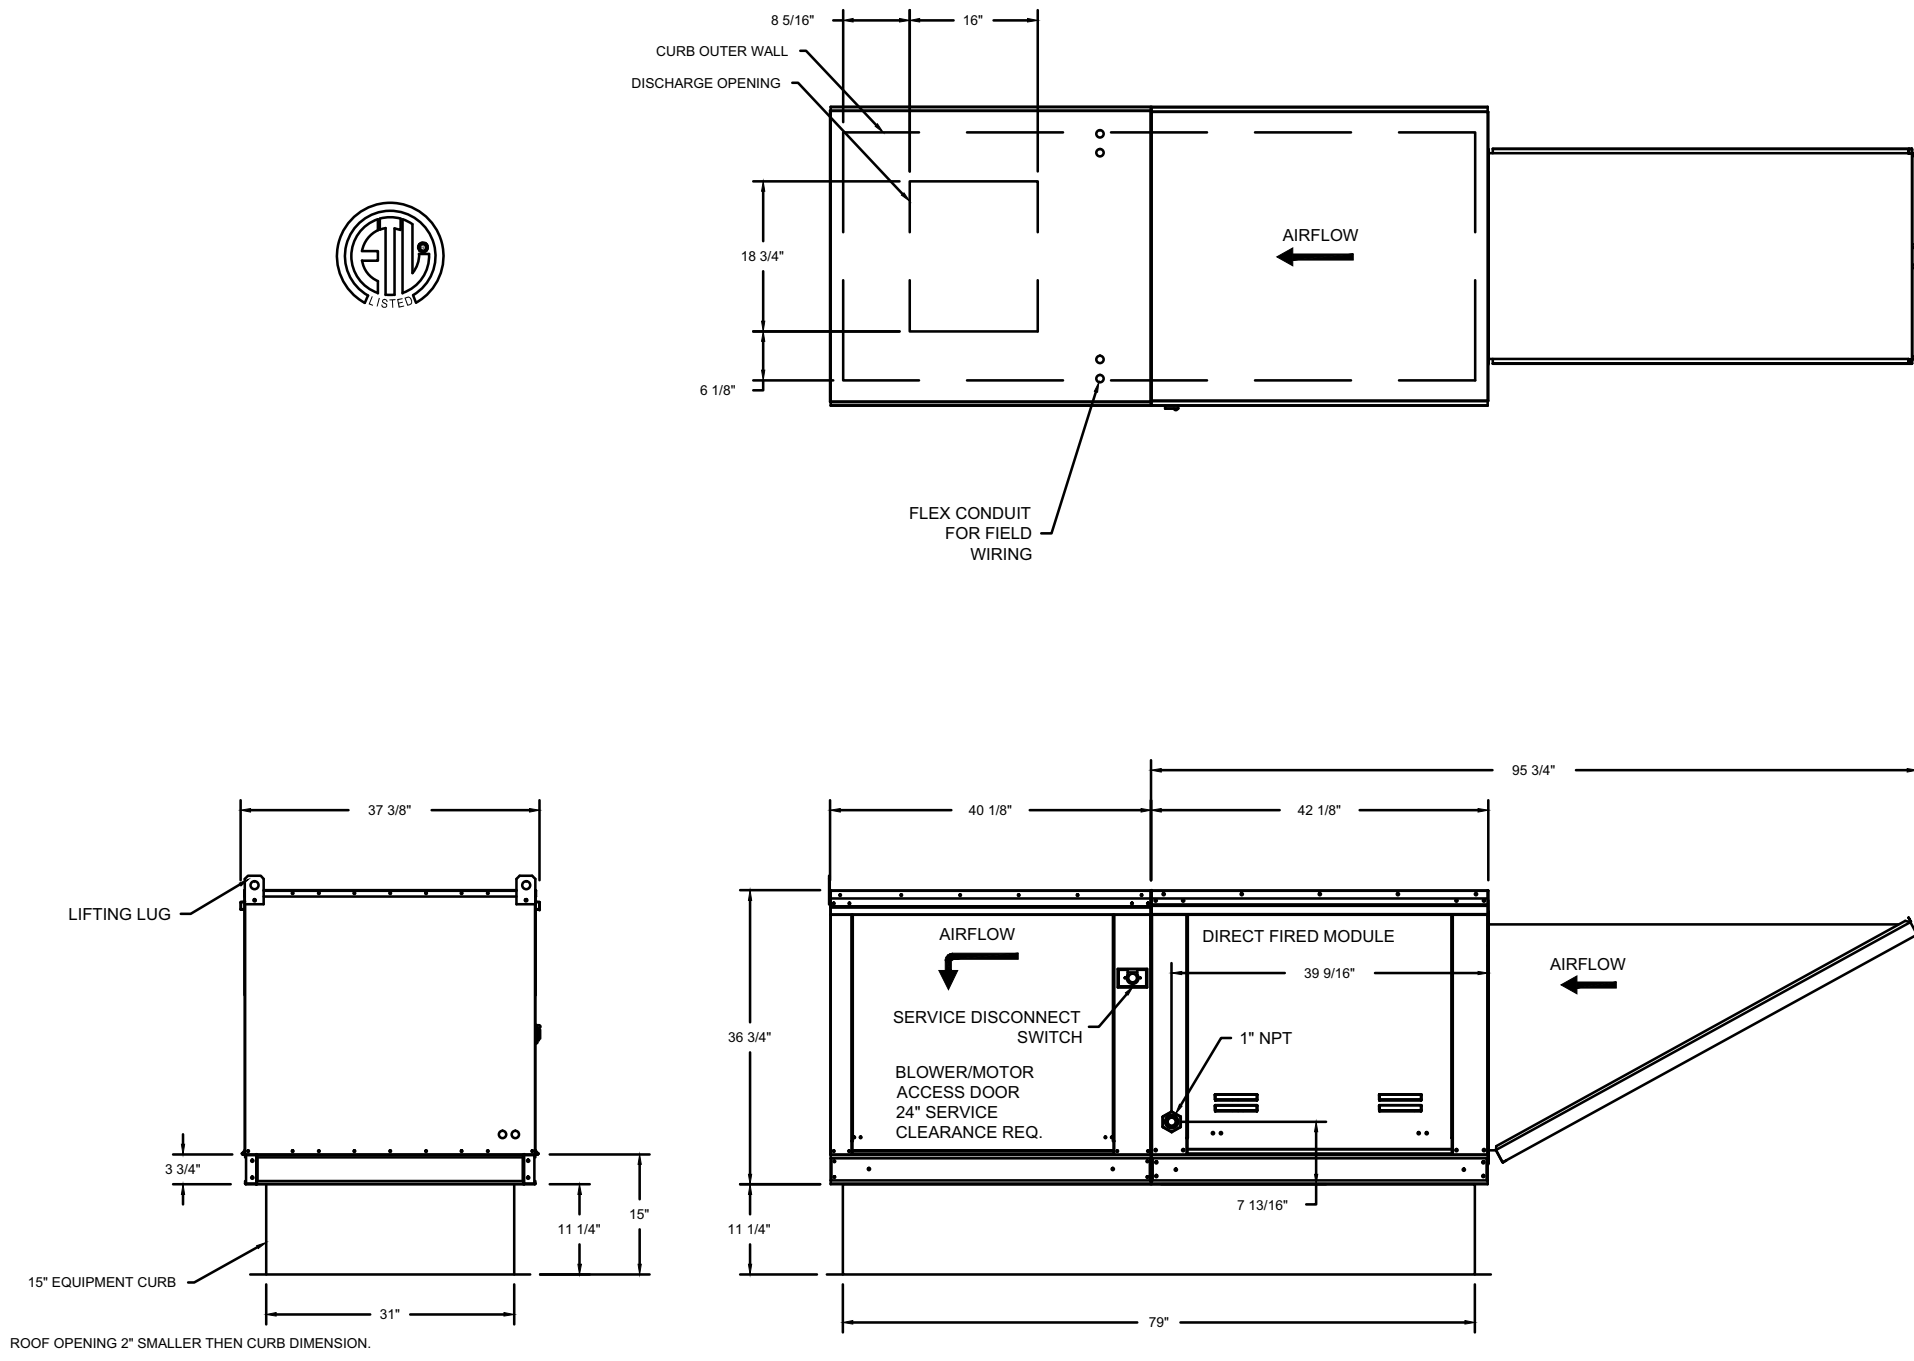 8 5/16"
16"
CURB OUTER WALL
DISCHARGE OPENING
AIRFLOW
18 3/4"
LISTED
6 1/8"
FLEX CONDUIT
FOR FIELD
WIRING
95 3/4"
37 3/8"
40 1/8"
42 1/8"
LIFTING LUG
AIRFLOW
DIRECT FIRED MODULE
AIRFLOW
39 9/16"
SERVICE DISCONNECT
SWITCH
36 3/4"
1" NPT
BLOWER/MOTOR
ACCESS DOOR
24" SERVICE
CLEARANCE REQ.
3 3/4"
7 13/16"
15"
11 1/4"
11 1/4"
15" EQUIPMENT CURB
31"
79"
ROOF OPENING 2" SMALLER THEN CURB DIMENSION.